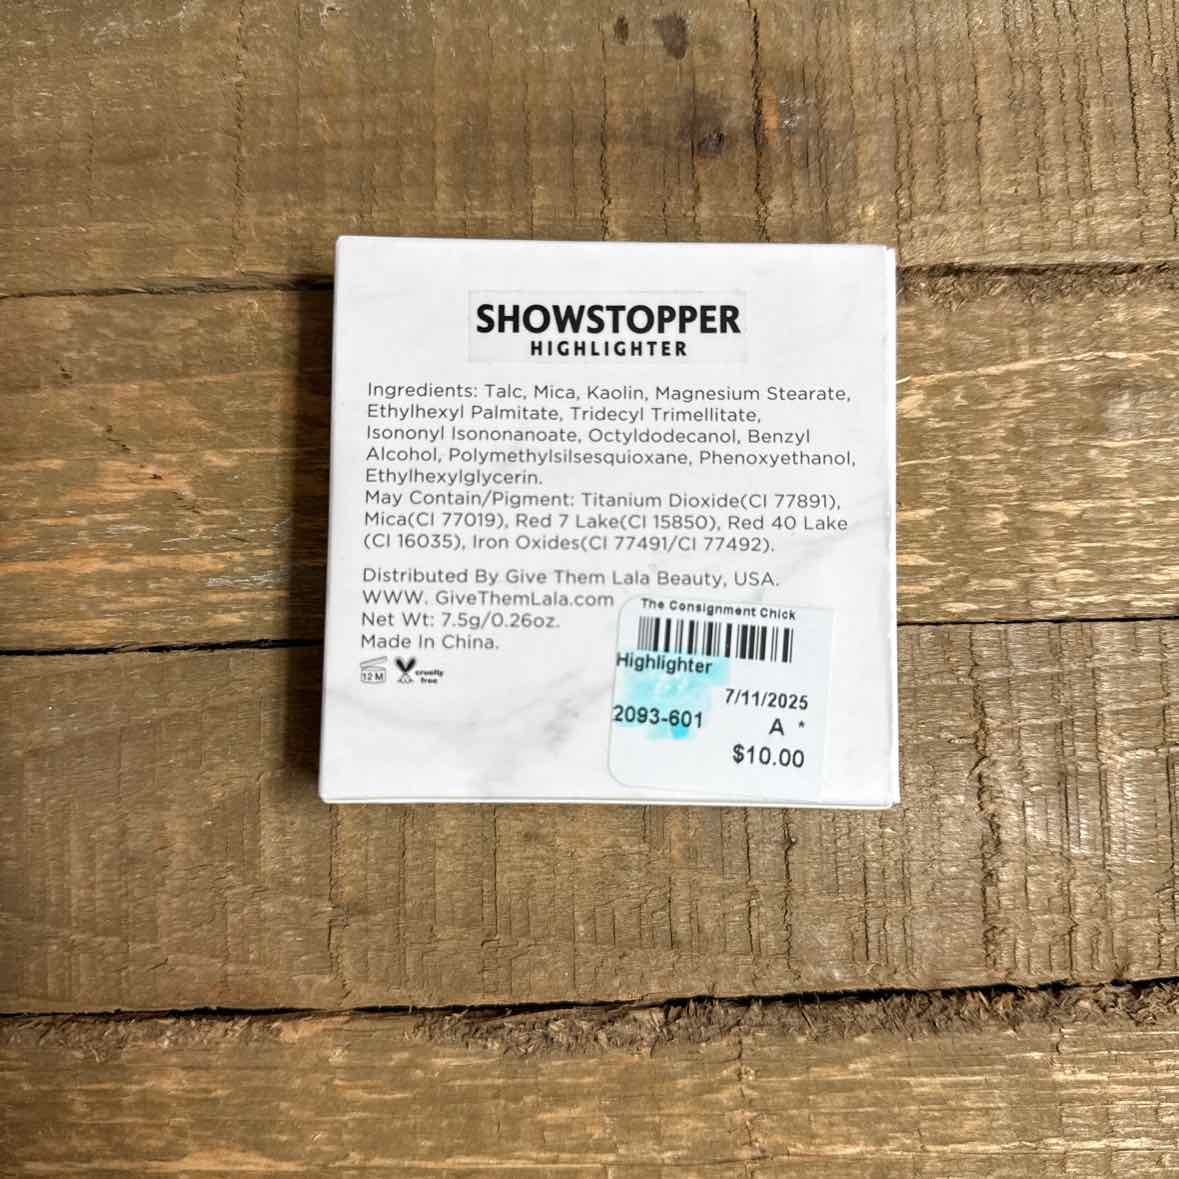 SHOWSTOPPER
HIGHLIGHTER
Ingredients: Talc, Mica, Kaolin, Magnesium Stearate,
Ethylhexyl Palmitate, Tridecyl Trimellitate,
Isononyl Isononanoate, Octyldodecanol, Benzyl
Alcohol, Polymethylsilsesquioxane, Phenoxyethanol,
Ethylhexylglycerin.
May Contain/Pigment: Titanium Dioxide(CI 77891),
Mica(CI 77019), Red 7 Lake(CI 15850), Red 40 Lake
(CI 16035), Iron Oxides(CI 77491/CI 77492).
Distributed By Give Them Lala Beauty, USA.
WWW. GiveThemLala.com
Net Wt: 7.5g/0.26oz.
Made In China.
12 M
cruelty
free
The Consignment Chick
Highlighter
7/11/2025
2093-601
A *
$10.00